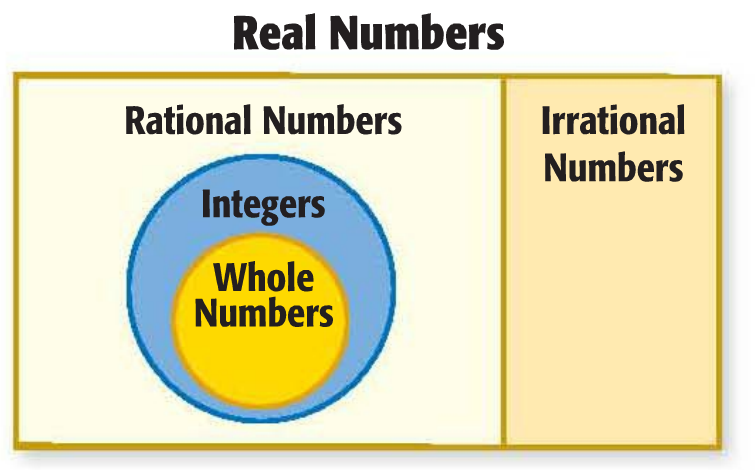 Real Numbers
Rational Numbers
Irrational
Numbers
Integers
Whole
Numbers